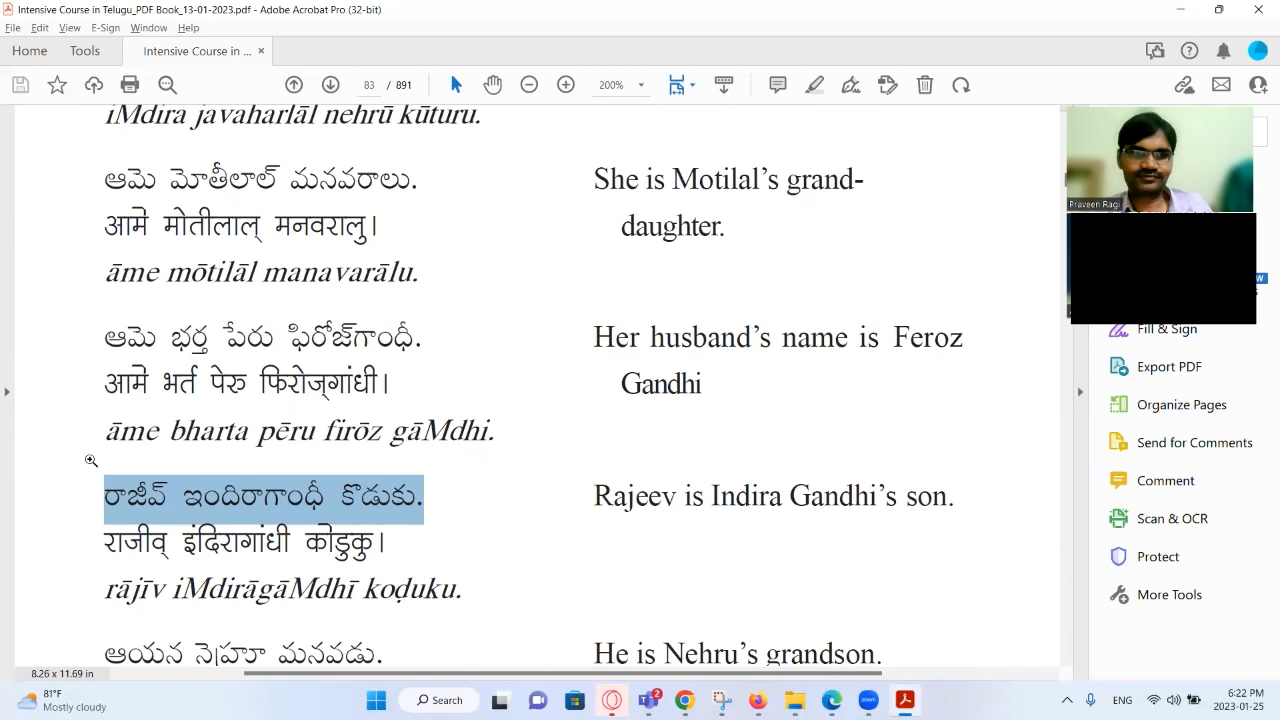 Intensive Course in Telugu_PDF Book_13-01-2023.pdf - Adobe Acrobat Pro (32-bit)
File Edit View E-Sign Window Help
Home Tools Intensive Course in ... ×
83 / 891 200%
iMdira javaharlāl nehrū kūturu.
ఆమె మోతీలాల్ మనవరాలు. She is Motilal's grand-
आमॆ मोतीलाल् मनवरालु। daughter.
āme mōtilāl manavarālu.
ఆమె భర్త పేరు ఫిరోజ్‌గాంధీ. Her husband's name is Feroz
आमॆ भर्त पेरु फिरोज्‌गांधी। Gandhi
āme bharta pēru firōz gāMdhi.
రాజీవ్ ఇందిరాగాంధీ కొడుకు. Rajeev is Indira Gandhi's son.
राजीव् इंदिरागांधी कॊडुकु।
rājīv iMdirāgāMdhī koḍuku.
ఆయన నెహ్రూ మనవడు. He is Nehru's grandson.
Praveen Ragi
Fill & Sign
Export PDF
Organize Pages
Send for Comments
Comment
Scan & OCR
Protect
More Tools
8.26 x 11.69 in
81°F
Mostly cloudy
Search
2
zoom
ENG
6:22 PM
2023-01-25